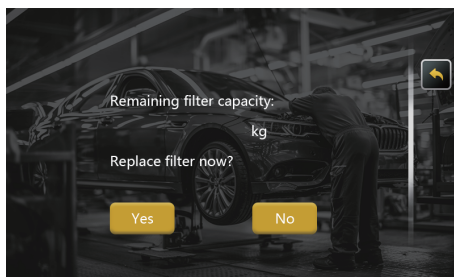 Remaining filter capacity:
kg
Replace filter now?
Yes
No